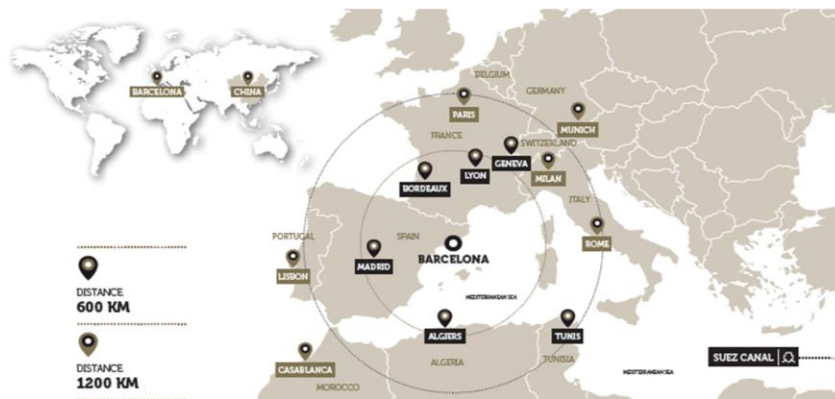 BARCELONA
CHINA
BELGIUM
GERMANY
PARIS
MUNICH
FRANCE
SWITZERLAND
GENEVA
LYON
MILAN
BORDEAUX
ITALY
PORTUGAL
SPAIN
ROME
MADRID
BARCELONA
LISBON
MEDITERRANEAN SEA
DISTANCE
600 KM
ALGIERS
TUNIS
SUEZ CANAL
ALGERIA
TUNISIA
CASABLANCA
MEDITERRANEAN SEA
DISTANCE
1200 KM
MOROCCO